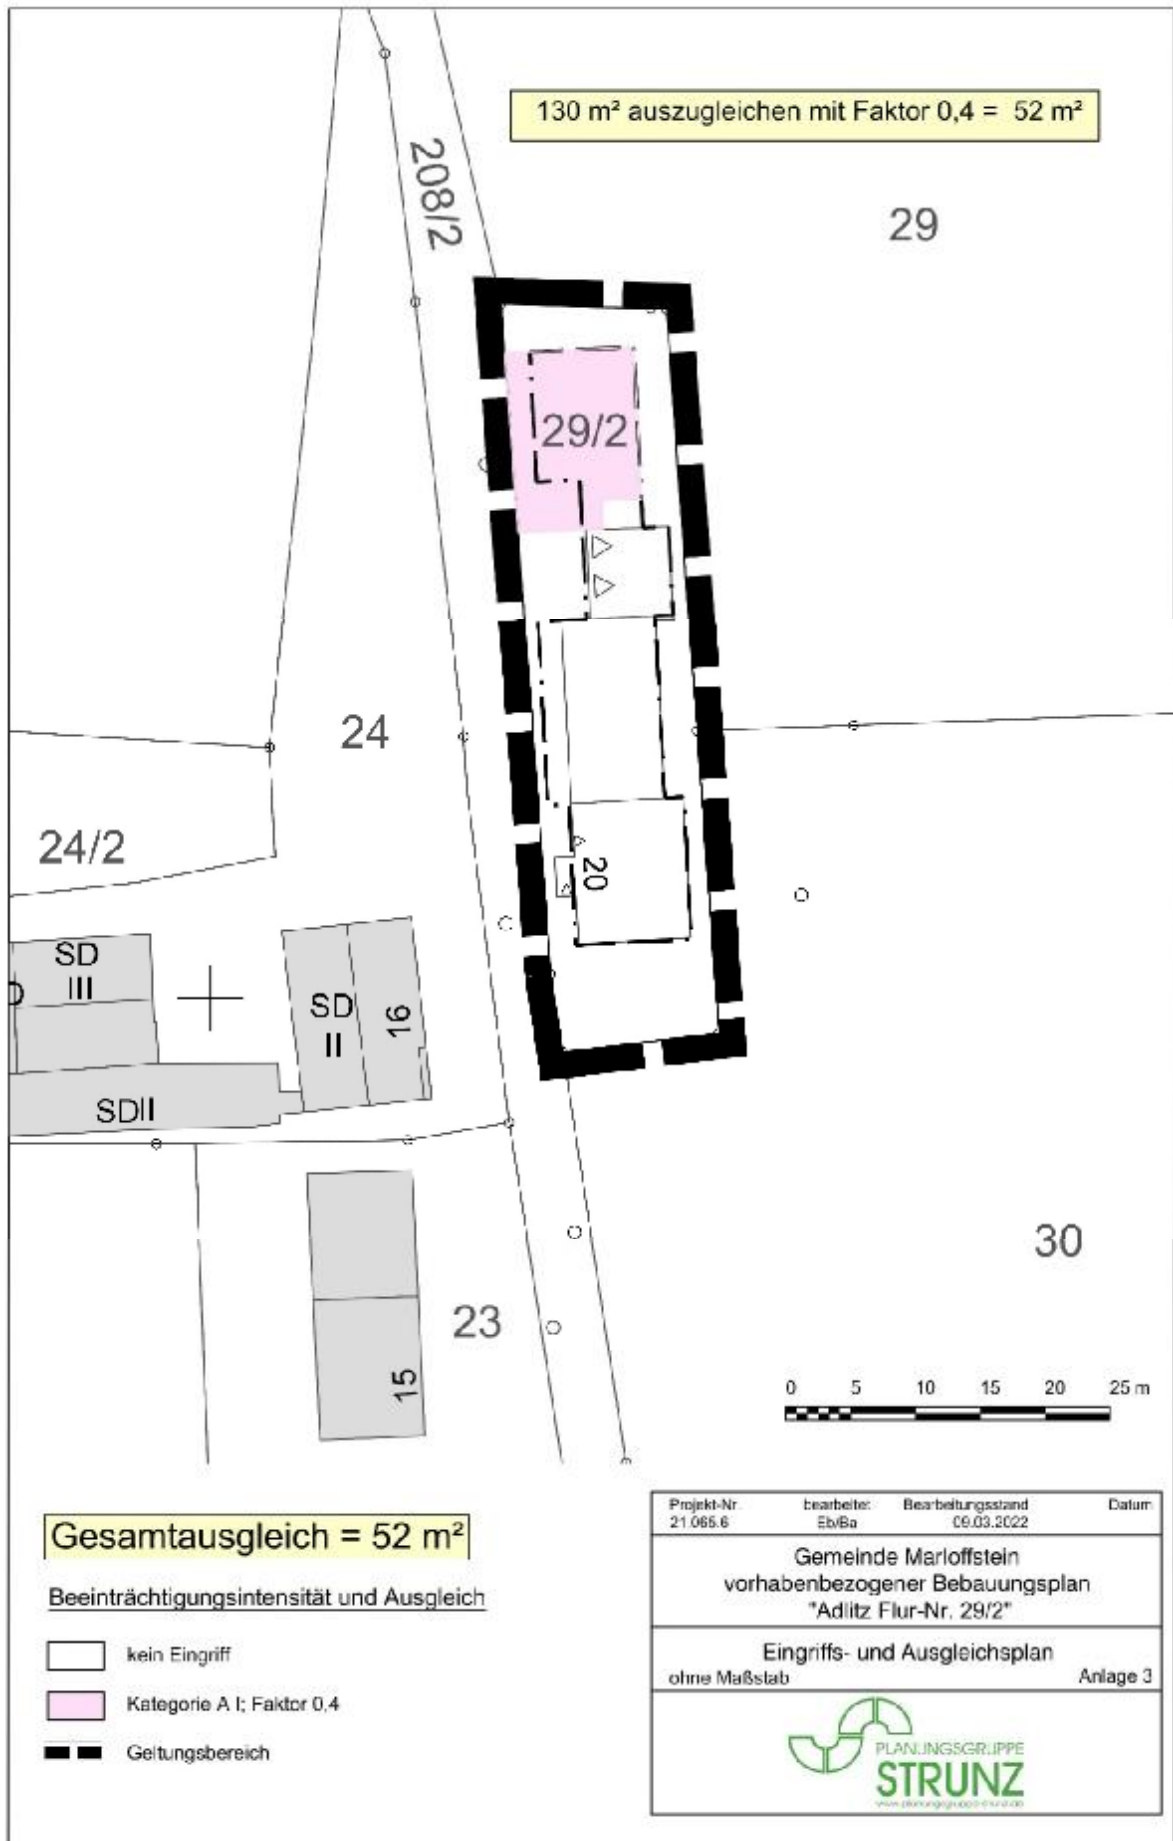 130 m² auszugleichen mit Faktor 0,4 = 52 m²
208/2
29
29/2
24
24/2
20
SD
III
SD
II
16
SDII
30
23
15
0 5 10 15 20 25 m
Gesamtausgleich = 52 m²
Beeinträchtigungsintensität und Ausgleich
kein Eingriff
Kategorie A I; Faktor 0,4
Geltungsbereich
Projekt-Nr. bearbeitet: Bearbeitungsstand Datum
21.065.6 Eb/Ba 09.03.2022
Gemeinde Marloffstein
vorhabenbezogener Bebauungsplan
"Adlitz Flur-Nr. 29/2"
Eingriffs- und Ausgleichsplan
ohne Maßstab Anlage 3
PLANUNGSGRUPPE
STRUNZ